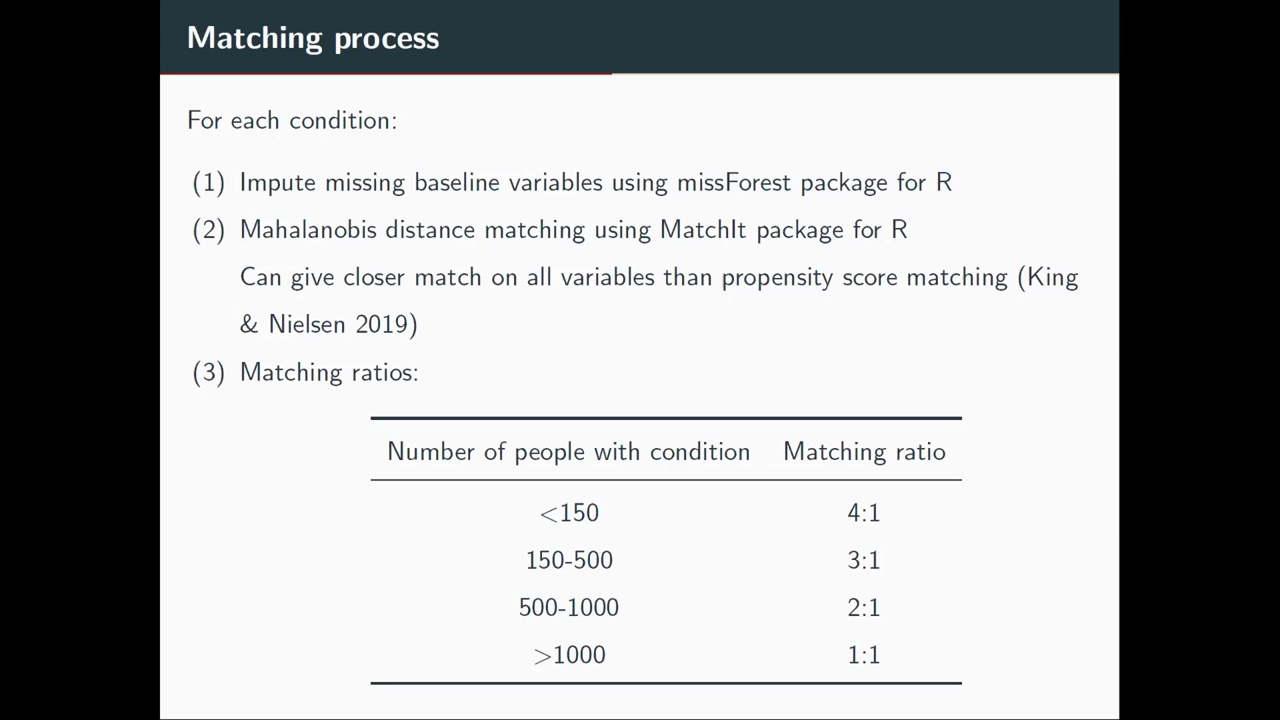 Matching process
For each condition:
(1) Impute missing baseline variables using missForest package for R
(2) Mahalanobis distance matching using MatchIt package for R
Can give closer match on all variables than propensity score matching (King
& Nielsen 2019)
(3) Matching ratios:
Number of people with condition Matching ratio
<150 4:1
150-500 3:1
500-1000 2:1
>1000 1:1